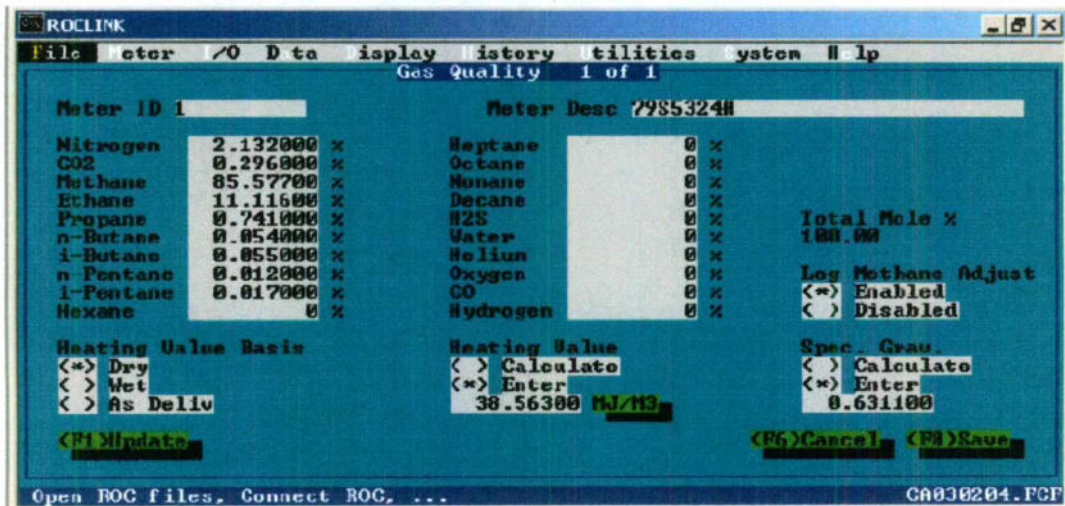 ROCLINK
File Meter I/O Data Display History Utilities System Help
Gas Quality 1 of 1
Meter ID 1 Meter Desc 7985324#
Nitrogen 2.132000 % Heptane 0 %
CO2 0.296000 % Octane 0 %
Methane 85.57700 % Nonane 0 %
Ethane 11.11600 % Decane 0 %
Propane 0.741000 % H2S 0 % Total Mole %
n-Butane 0.054000 % Water 0 % 100.00
i-Butane 0.055000 % Helium 0 %
n-Pentane 0.012000 % Oxygen 0 % Log Methane Adjust
i-Pentane 0.017000 % CO 0 % (*) Enabled
Hexane 0 % Hydrogen 0 % ( ) Disabled
Heating Value Basis Heating Value Spec. Grav.
(*) Dry ( ) Calculate ( ) Calculate
( ) Wet (*) Enter (*) Enter
( ) As Deliv 38.56300 MJ/M3 0.631100
(F1)Update (F6)Cancel (F8)Save
Open ROC files, Connect ROC, ... CA030204.FCF